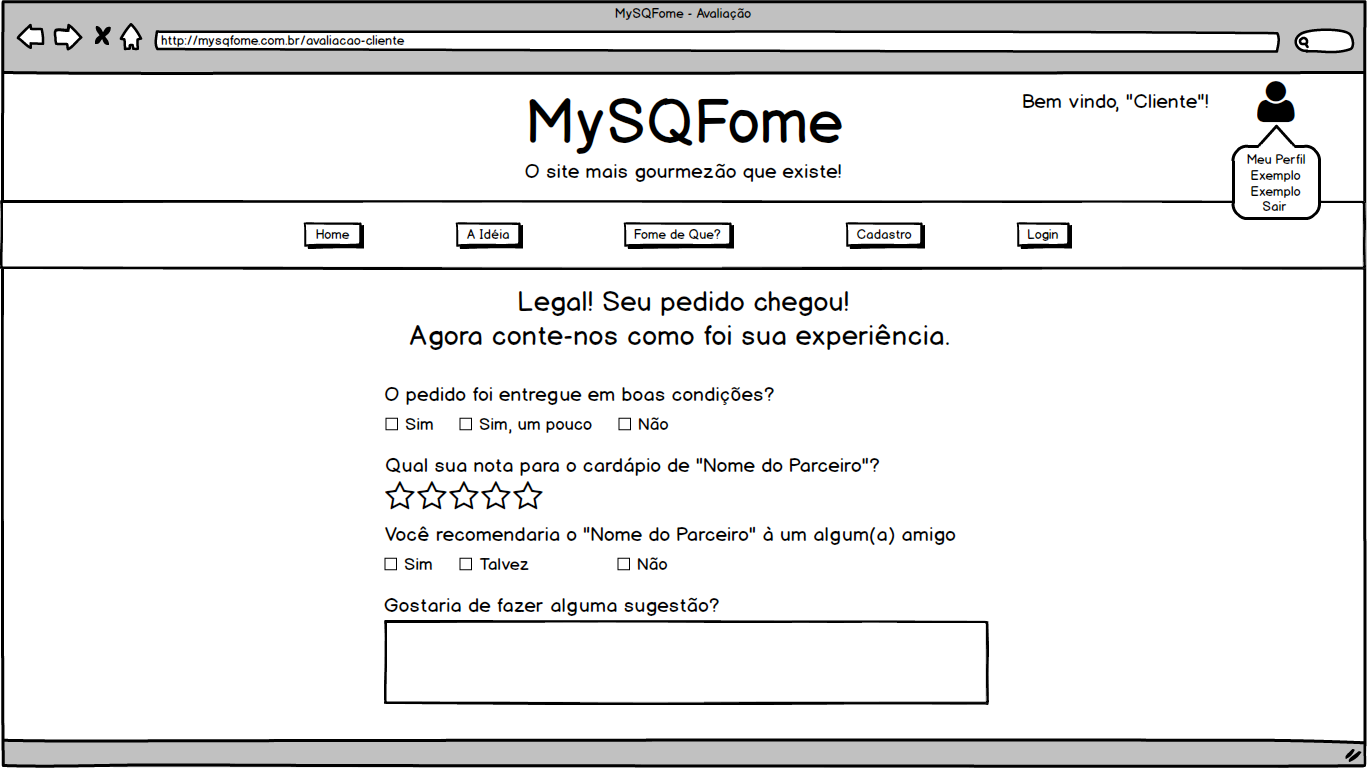 MySQFome - Avaliação
http://mysqfome.com.br/avaliacao-cliente
MySQFome
Bem vindo, "Cliente"!
O site mais gourmezão que existe!
Meu Perfil
Exemplo
Exemplo
Sair
Home A Idéia Fome de Que? Cadastro Login
Legal! Seu pedido chegou!
Agora conte-nos como foi sua experiência.
O pedido foi entregue em boas condições?
Sim Sim, um pouco Não
Qual sua nota para o cardápio de "Nome do Parceiro"?
Você recomendaria o "Nome do Parceiro" à um algum(a) amigo
Sim Talvez Não
Gostaria de fazer alguma sugestão?